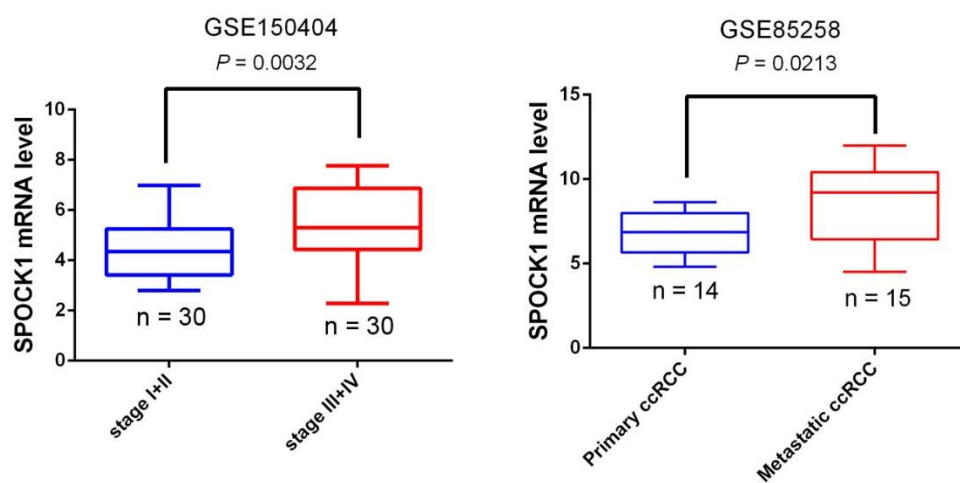 GSE150404
P = 0.0032
SPOCK1 mRNA level
10
8
6
4
2
0
n = 30
n = 30
stage I+II
stage III+IV
GSE85258
P = 0.0213
SPOCK1 mRNA level
15
10
5
0
n = 14
n = 15
Primary ccRCC
Metastatic ccRCC